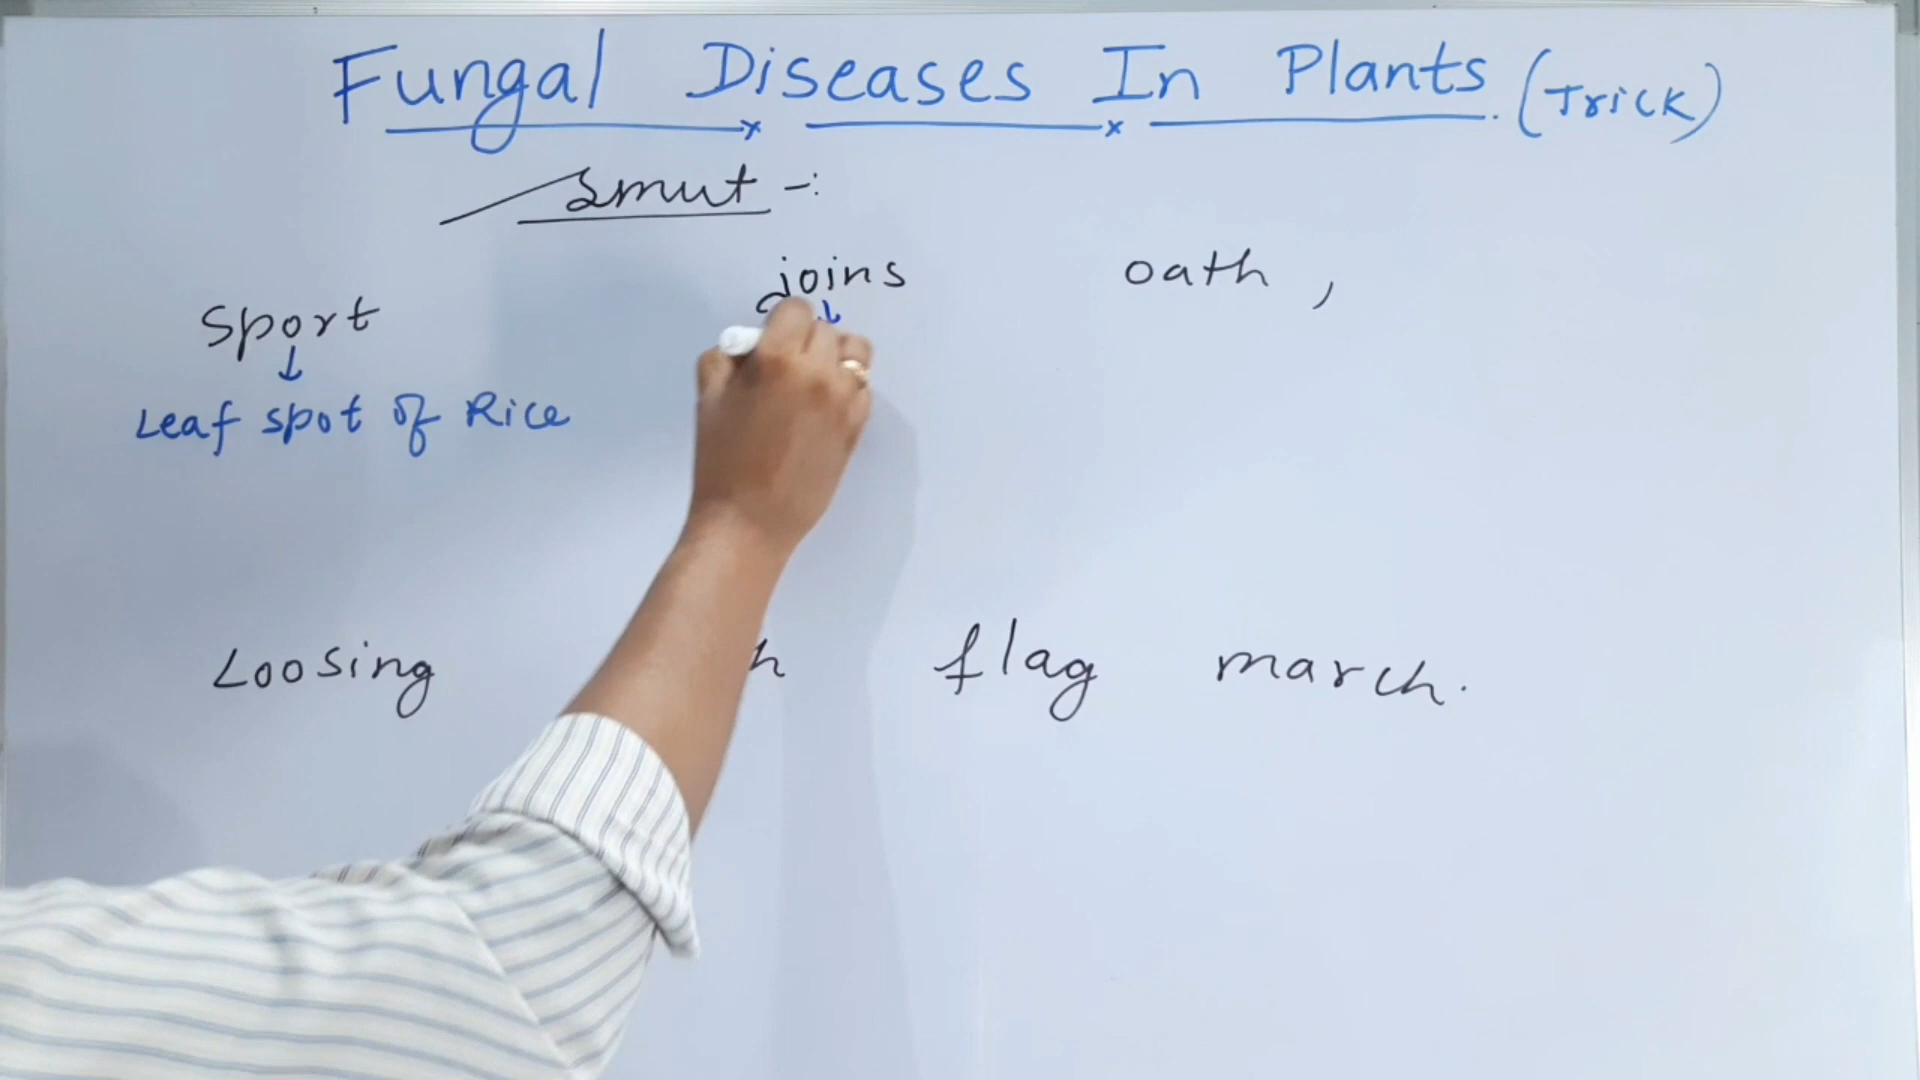 Fungal Diseases In Plants. (Trick)
Smut -:
Sport joins oath,
Leaf spot of Rice
Loosing flag march.